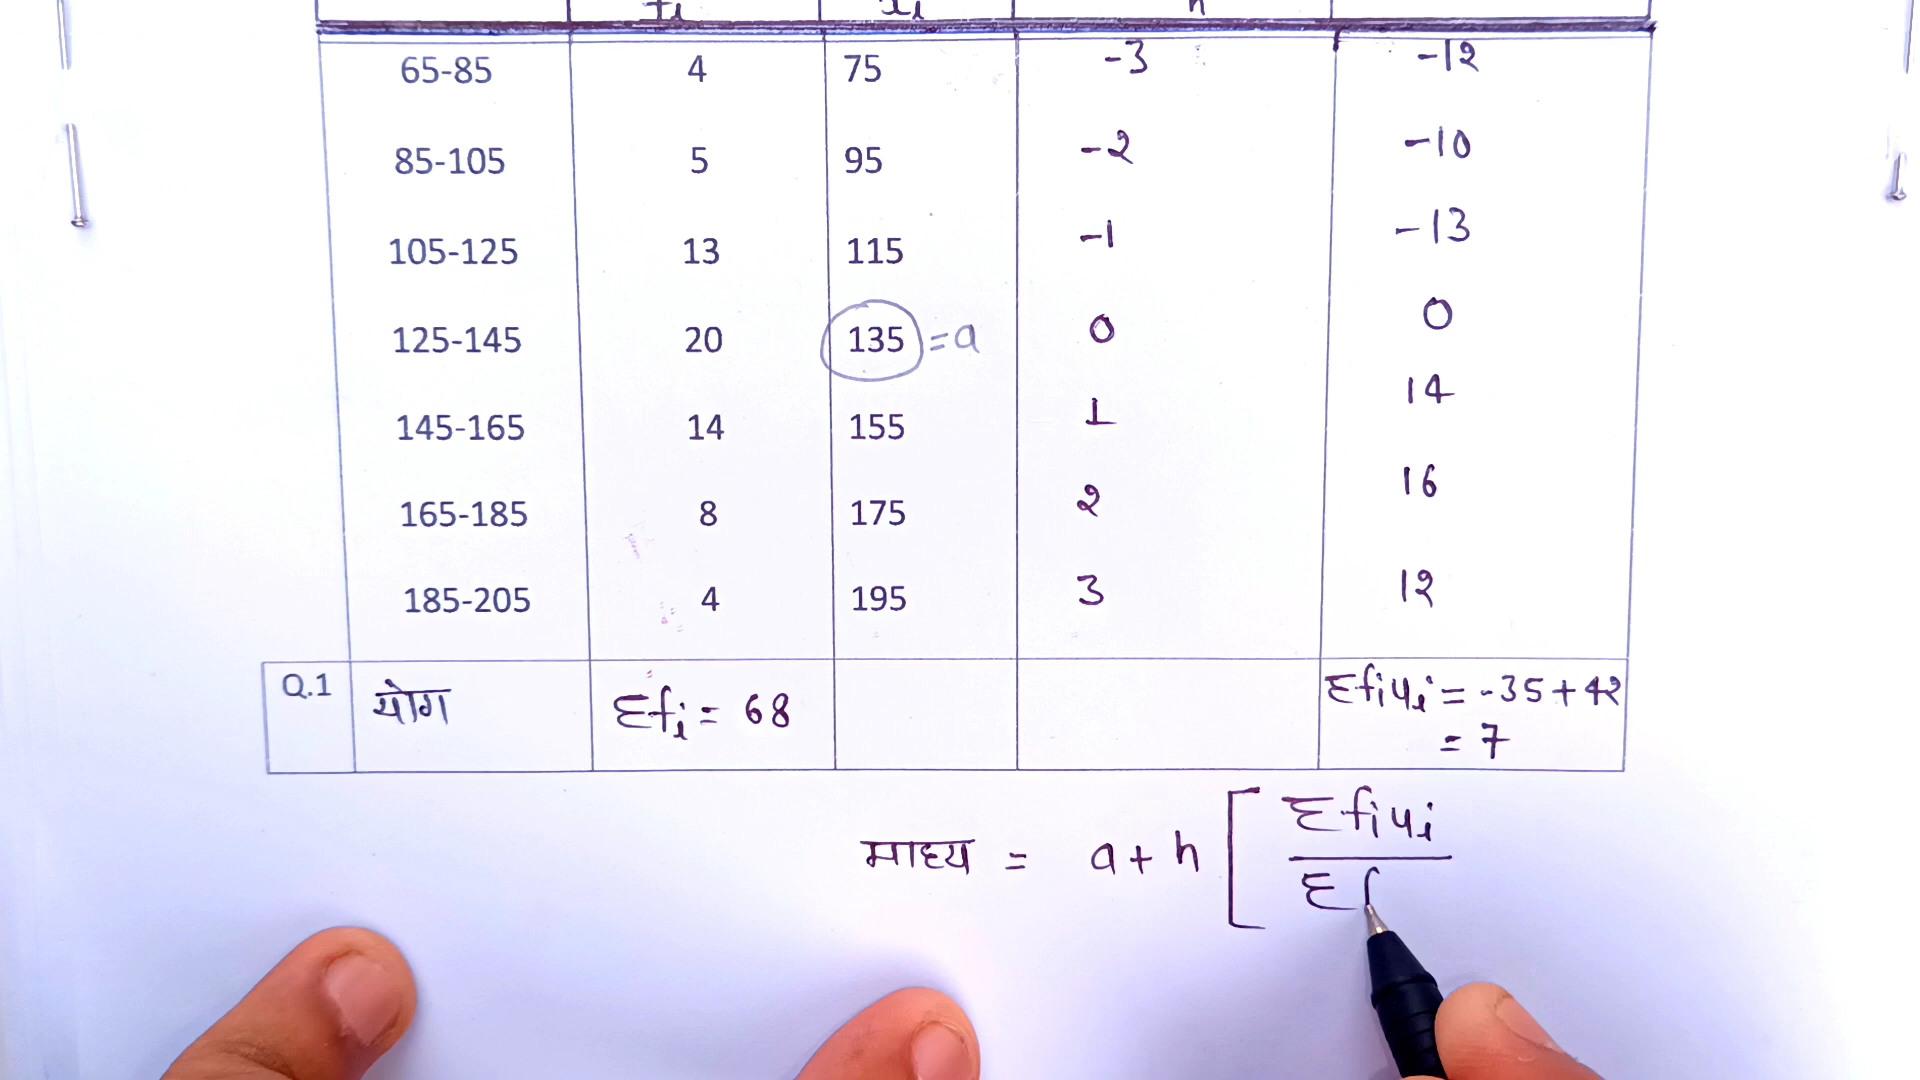 fi xi h
65-85 4 75 -3 -12
85-105 5 95 -2 -10
105-125 13 115 -1 -13
125-145 20 135 = a 0 0
145-165 14 155 1 14
165-185 8 175 2 16
185-205 4 195 3 12
Q.1 योग Σfi = 68 Σfiui = -35+42
= 7
माध्य = a + h [ Σfiui
Σf